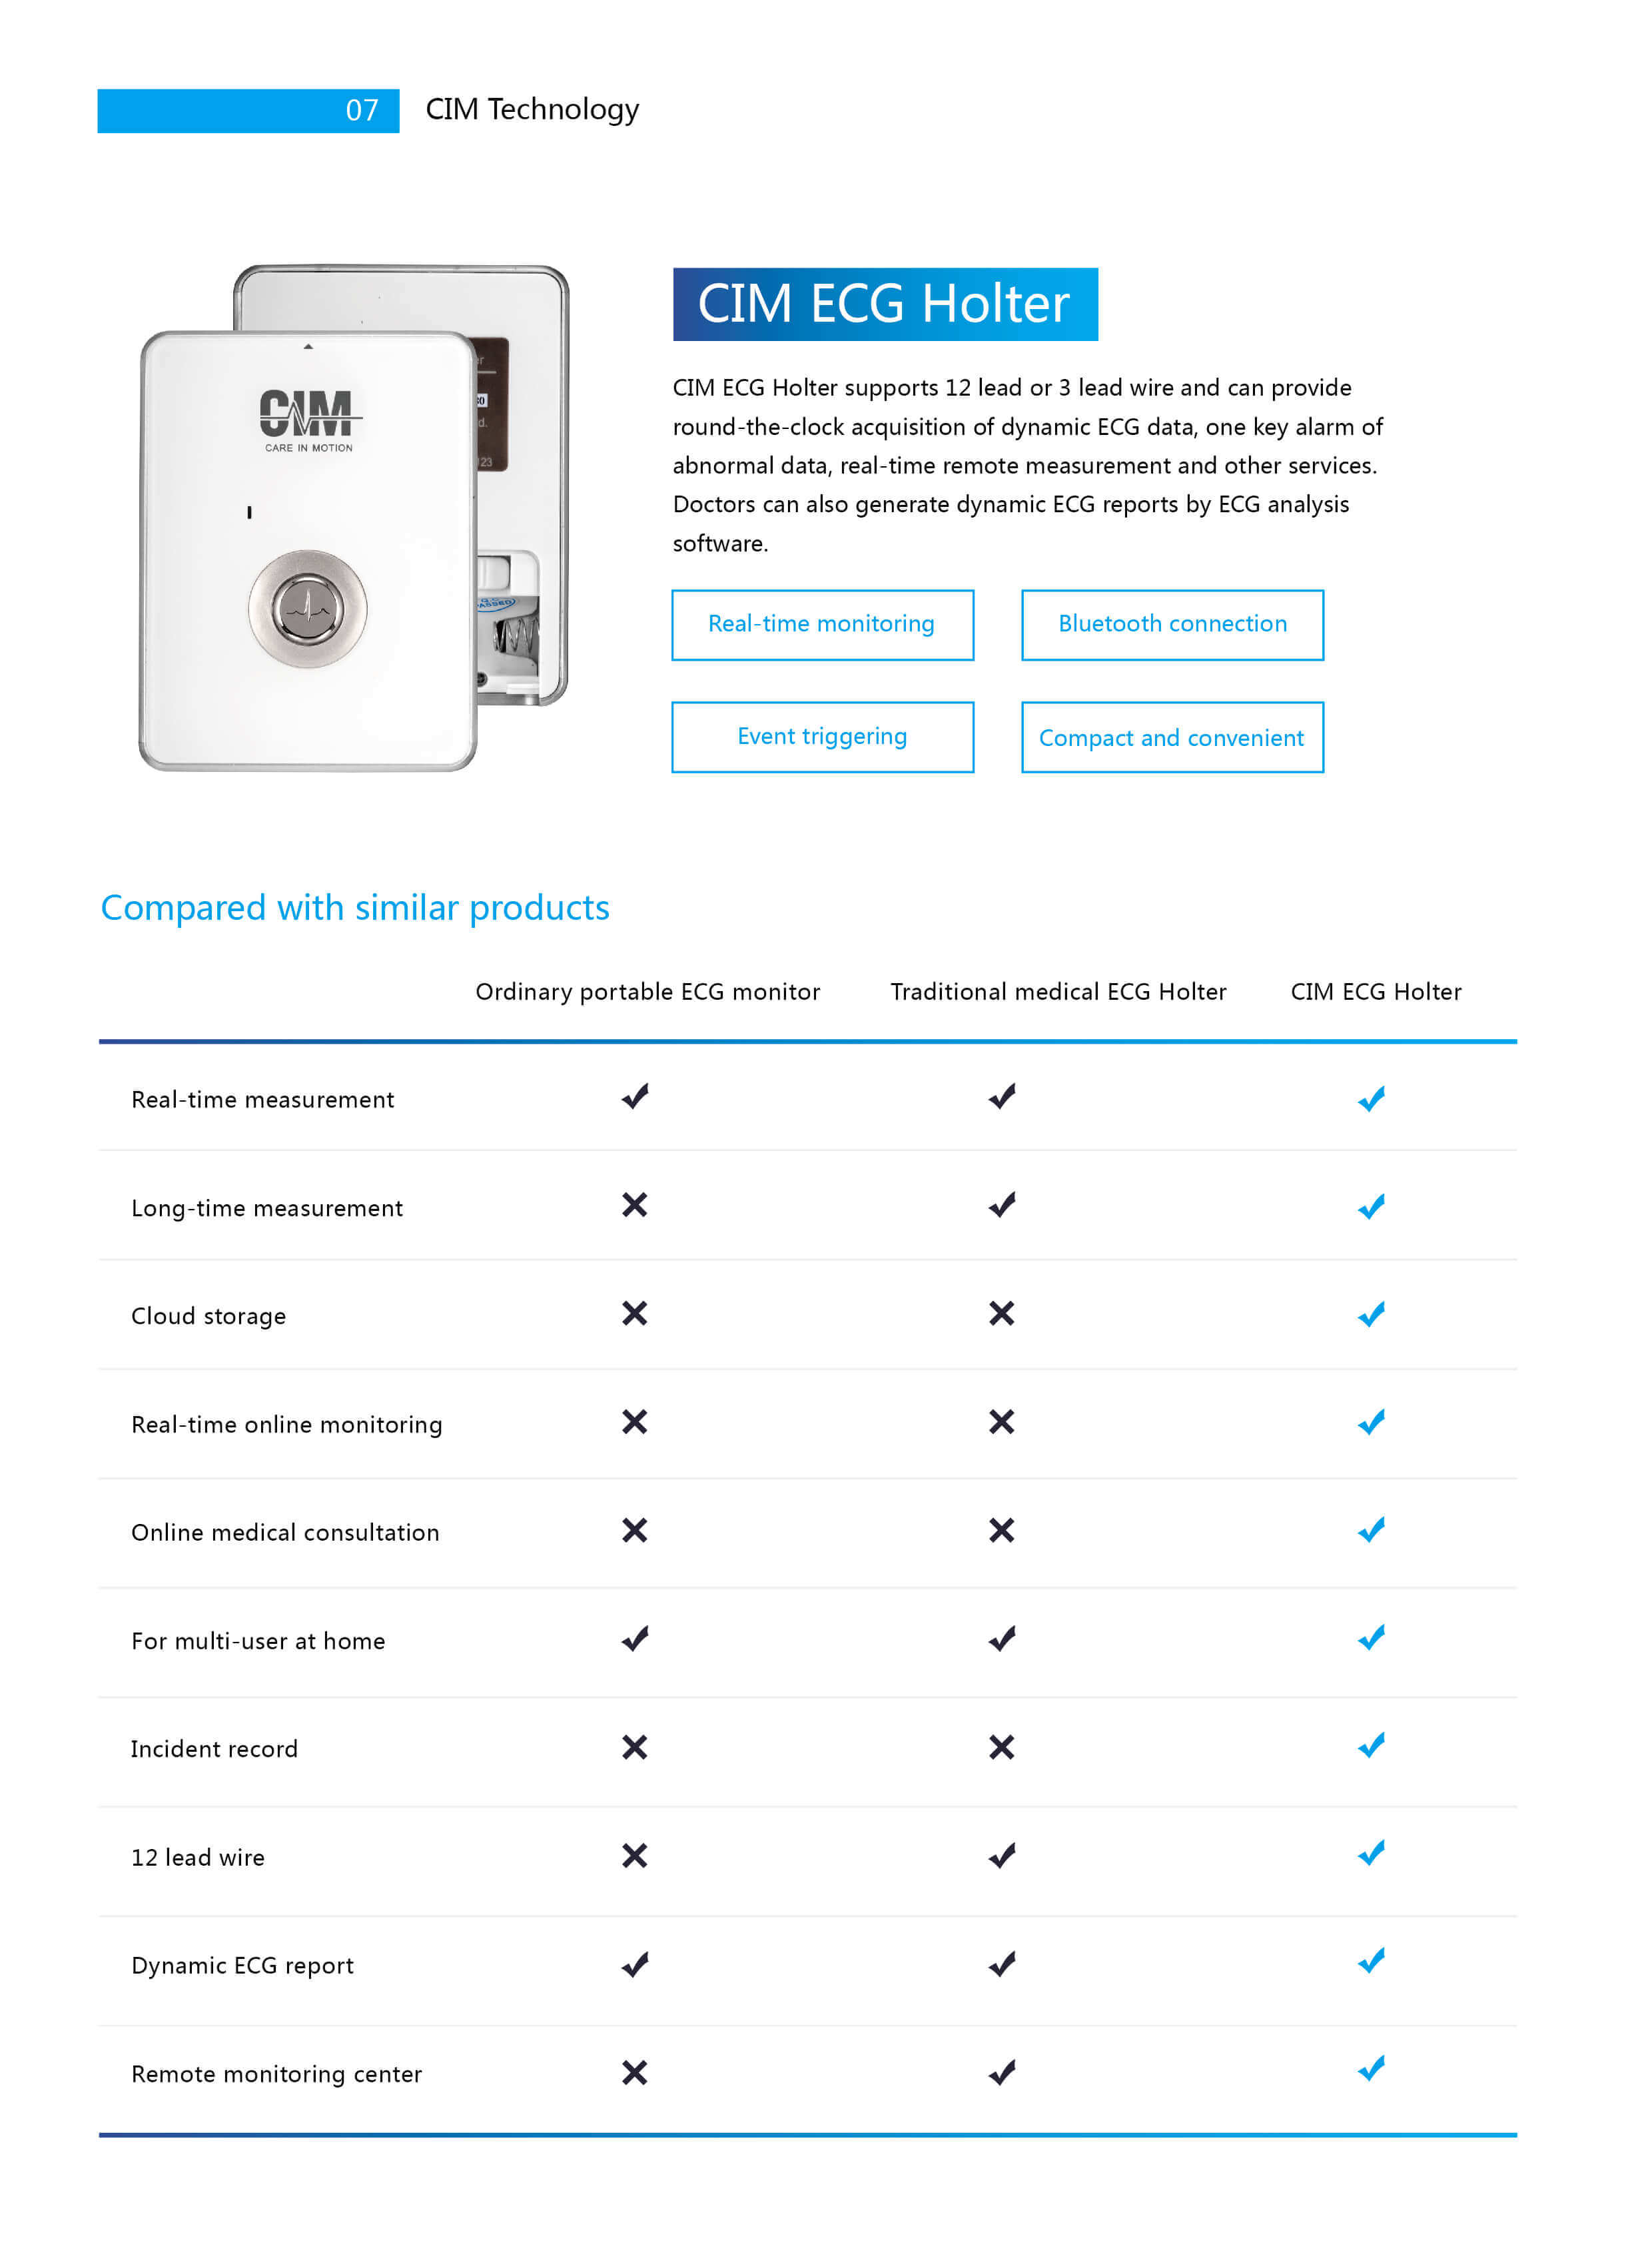 07 CIM Technology
CIM
CARE IN MOTION
CIM ECG Holter
CIM ECG Holter supports 12 lead or 3 lead wire and can provide
round-the-clock acquisition of dynamic ECG data, one key alarm of
abnormal data, real-time remote measurement and other services.
Doctors can also generate dynamic ECG reports by ECG analysis
software.
Real-time monitoring Bluetooth connection
Event triggering Compact and convenient
Compared with similar products
Ordinary portable ECG monitor Traditional medical ECG Holter CIM ECG Holter
Real-time measurement ✓ ✓ ✓
Long-time measurement ✗ ✓ ✓
Cloud storage ✗ ✗ ✓
Real-time online monitoring ✗ ✗ ✓
Online medical consultation ✗ ✗ ✓
For multi-user at home ✓ ✓ ✓
Incident record ✗ ✗ ✓
12 lead wire ✗ ✓ ✓
Dynamic ECG report ✓ ✓ ✓
Remote monitoring center ✗ ✓ ✓